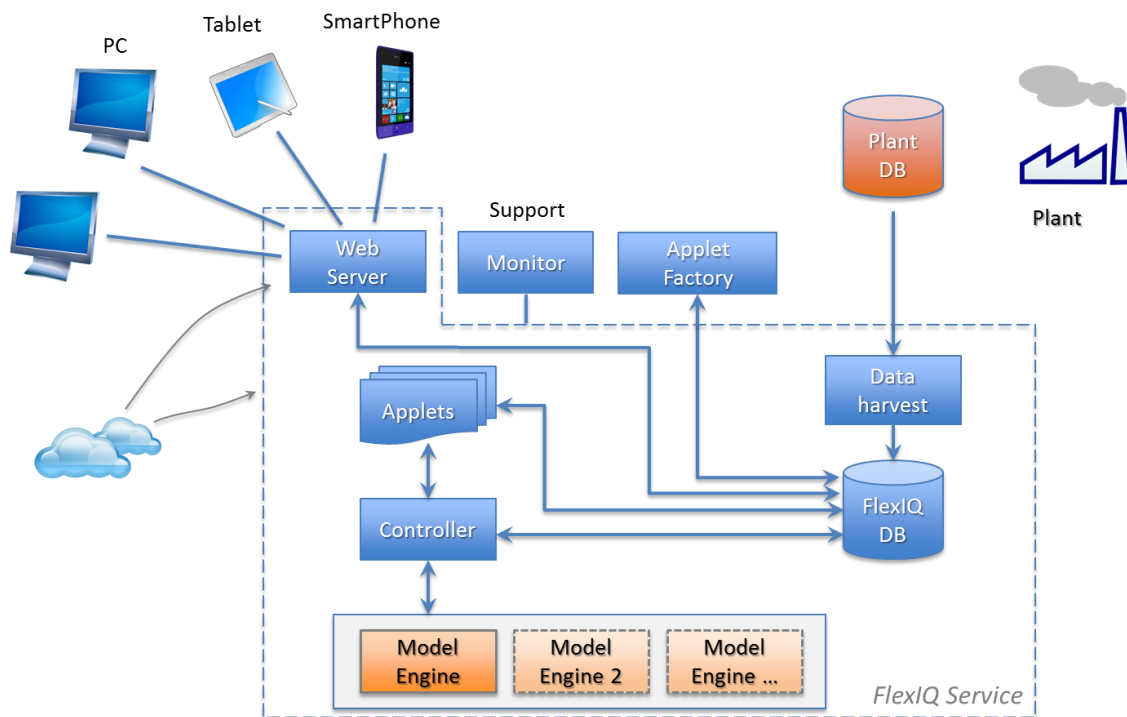 PC
Tablet
SmartPhone
Plant
DB
Plant
Support
Web
Server
Monitor
Applet
Factory
Data
harvest
Applets
FlexIQ
DB
Controller
Model
Engine
Model
Engine 2
Model
Engine ...
FlexIQ Service